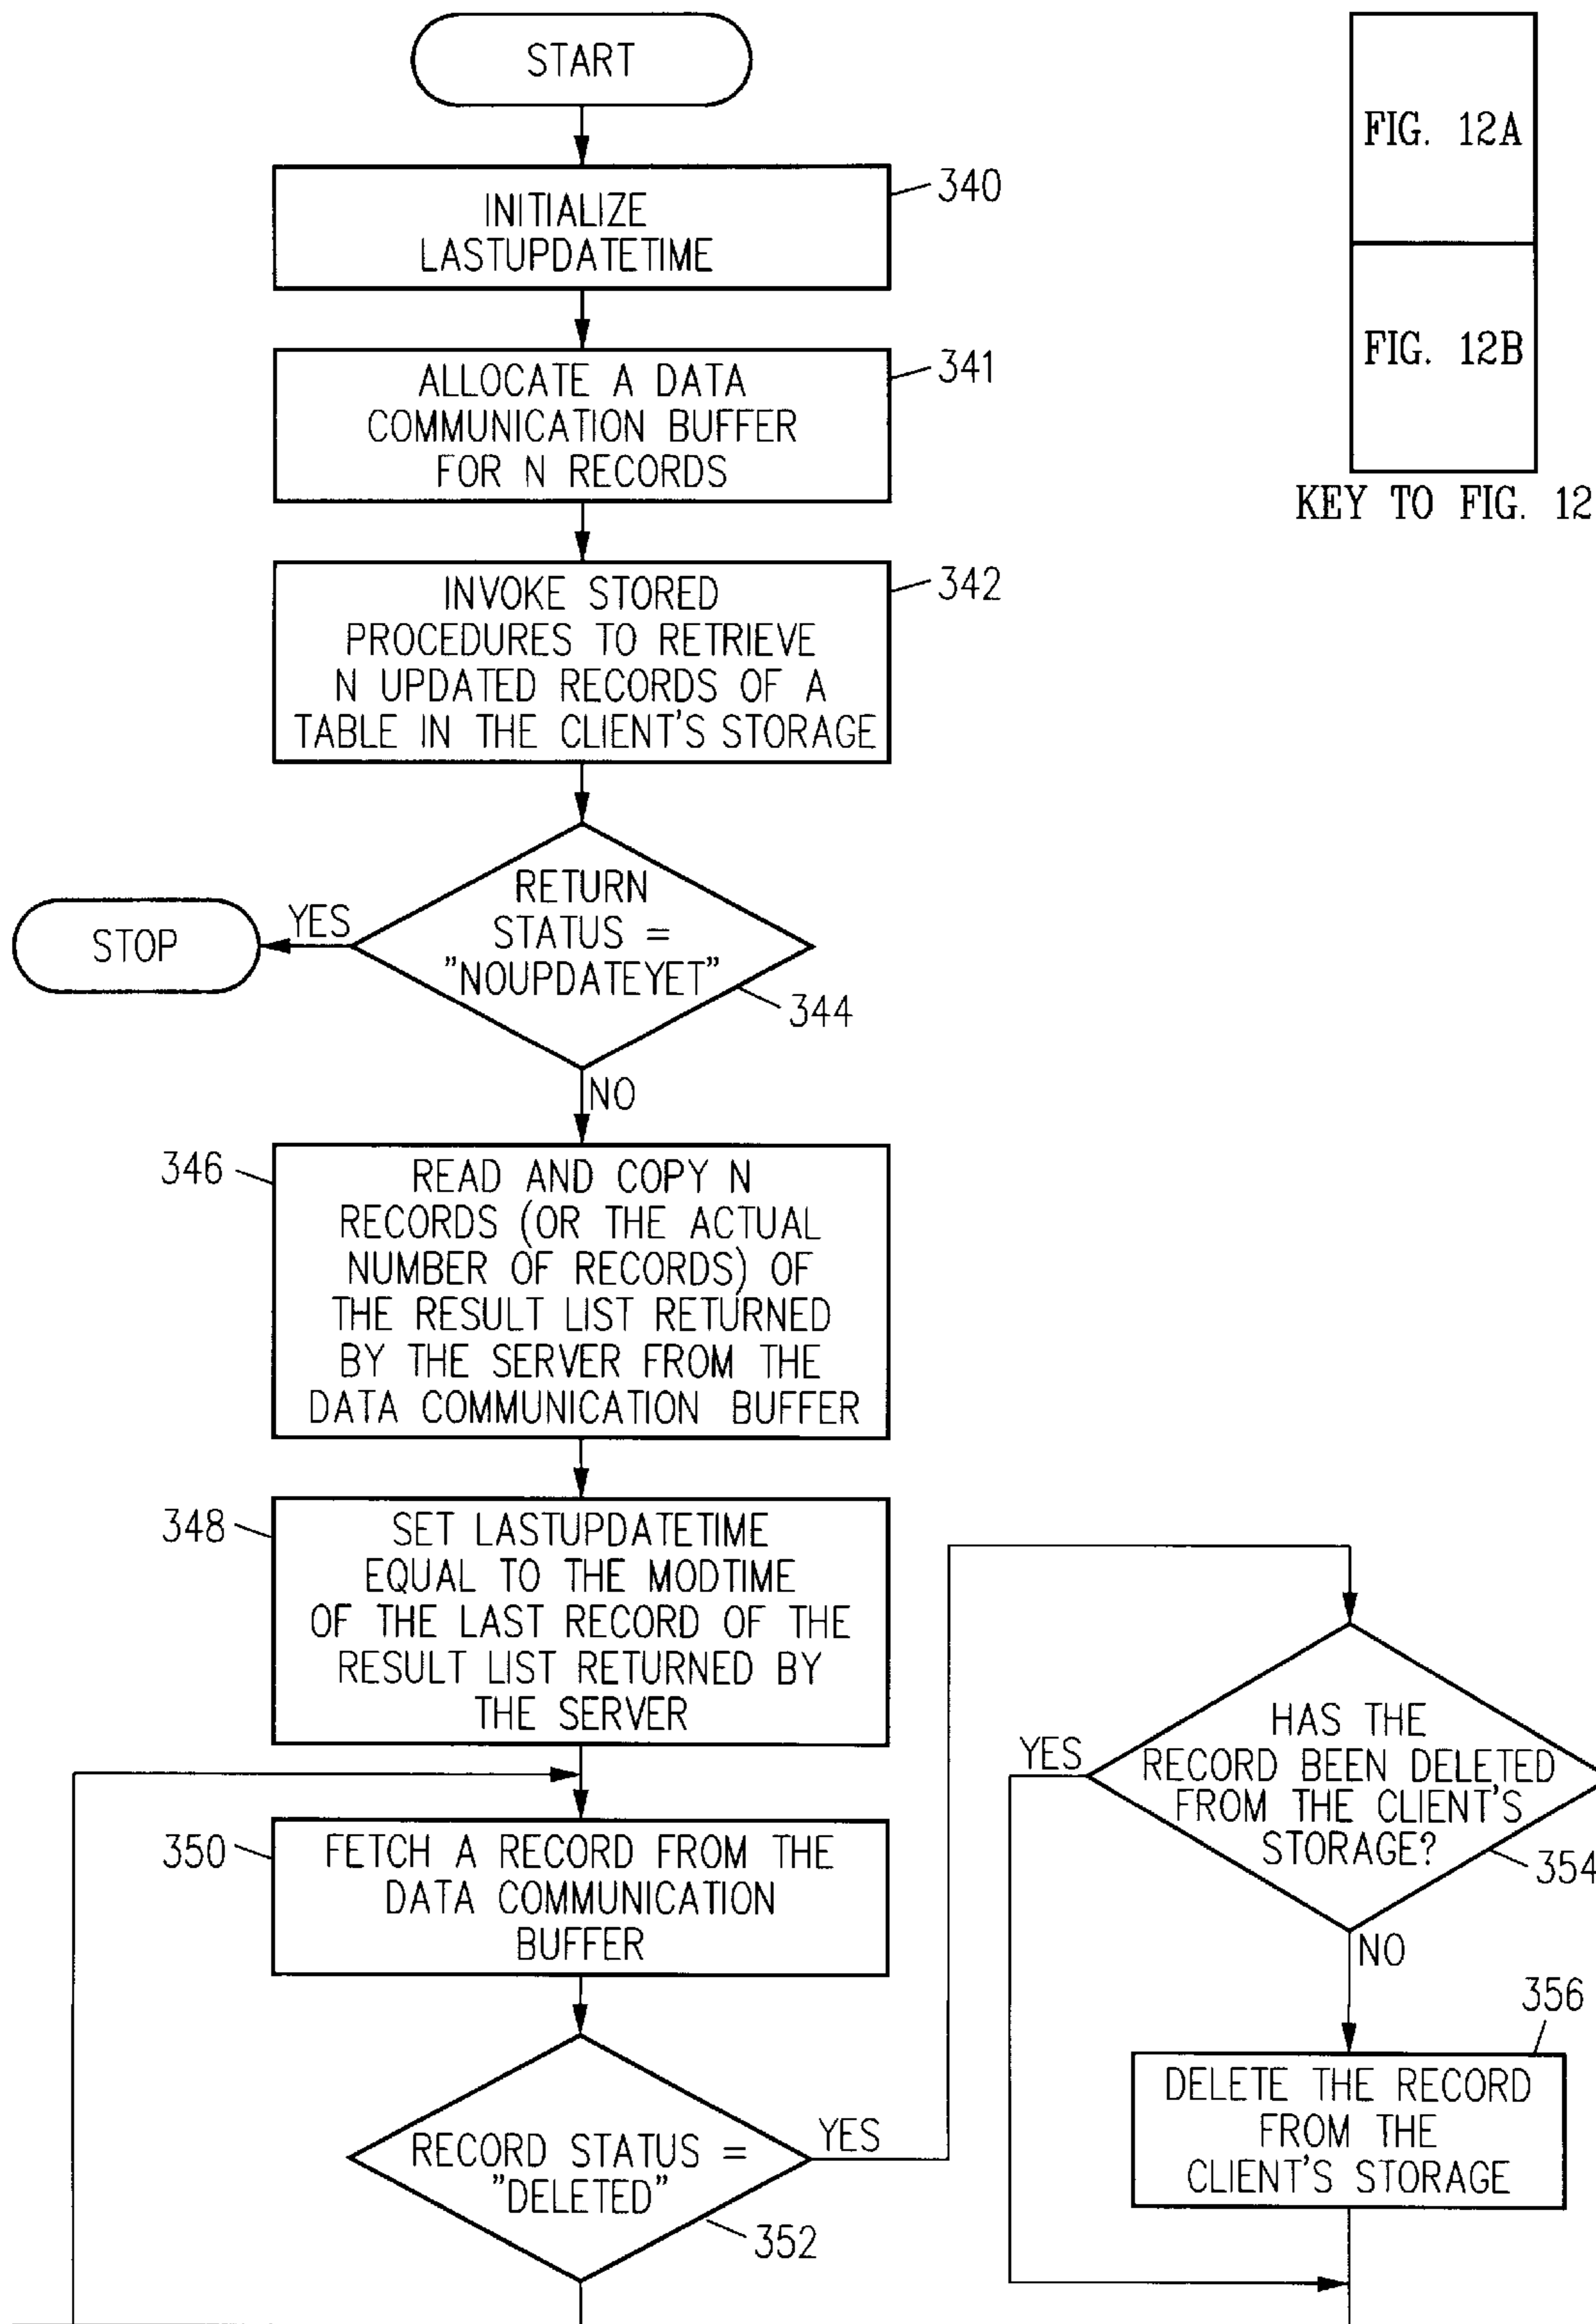 START
INITIALIZE
LASTUPDATETIME
340
ALLOCATE A DATA
COMMUNICATION BUFFER
FOR N RECORDS
341
INVOKE STORED
PROCEDURES TO RETRIEVE
N UPDATED RECORDS OF A
TABLE IN THE CLIENT'S STORAGE
342
FIG. 12A
FIG. 12B
KEY TO FIG. 12
RETURN
STATUS =
"NOUPDATEYET"
344
YES
STOP
NO
346
READ AND COPY N
RECORDS (OR THE ACTUAL
NUMBER OF RECORDS) OF
THE RESULT LIST RETURNED
BY THE SERVER FROM THE
DATA COMMUNICATION BUFFER
348
SET LASTUPDATETIME
EQUAL TO THE MODTIME
OF THE LAST RECORD OF THE
RESULT LIST RETURNED BY
THE SERVER
350
FETCH A RECORD FROM THE
DATA COMMUNICATION
BUFFER
RECORD STATUS =
"DELETED"
352
YES
HAS THE
RECORD BEEN DELETED
FROM THE CLIENT'S
STORAGE?
354
YES
NO
356
DELETE THE RECORD
FROM THE
CLIENT'S STORAGE